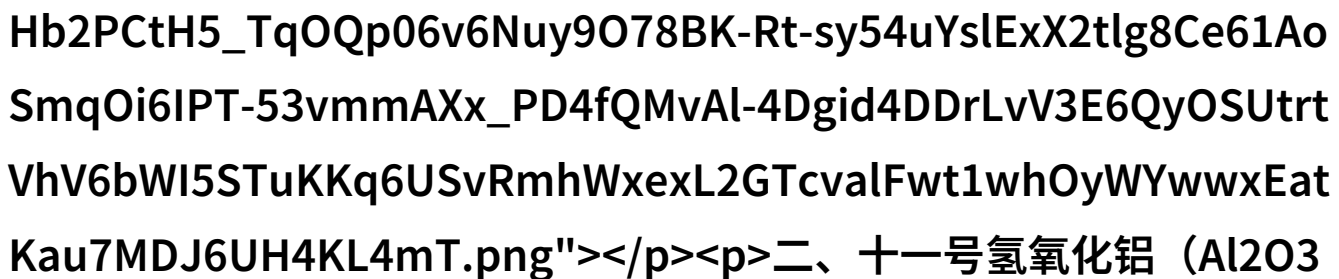 Hb2PCtH5_TqOQp06v6Nuy9O78BK-Rt-sy54uYslExX2tlg8Ce61Ao
SmqOi6IPT-53vmmAXx_PD4fQMvAl-4Dgid4DDrLvV3E6QyOSUtrt
VhV6bWI5STuKKq6USvRmhWxexL2GTcvalFwt1whOyWYwwxEat
Kau7MDJ6UH4KL4mT.png"></p><p>二、十一号氢氧化铝（Al2O3